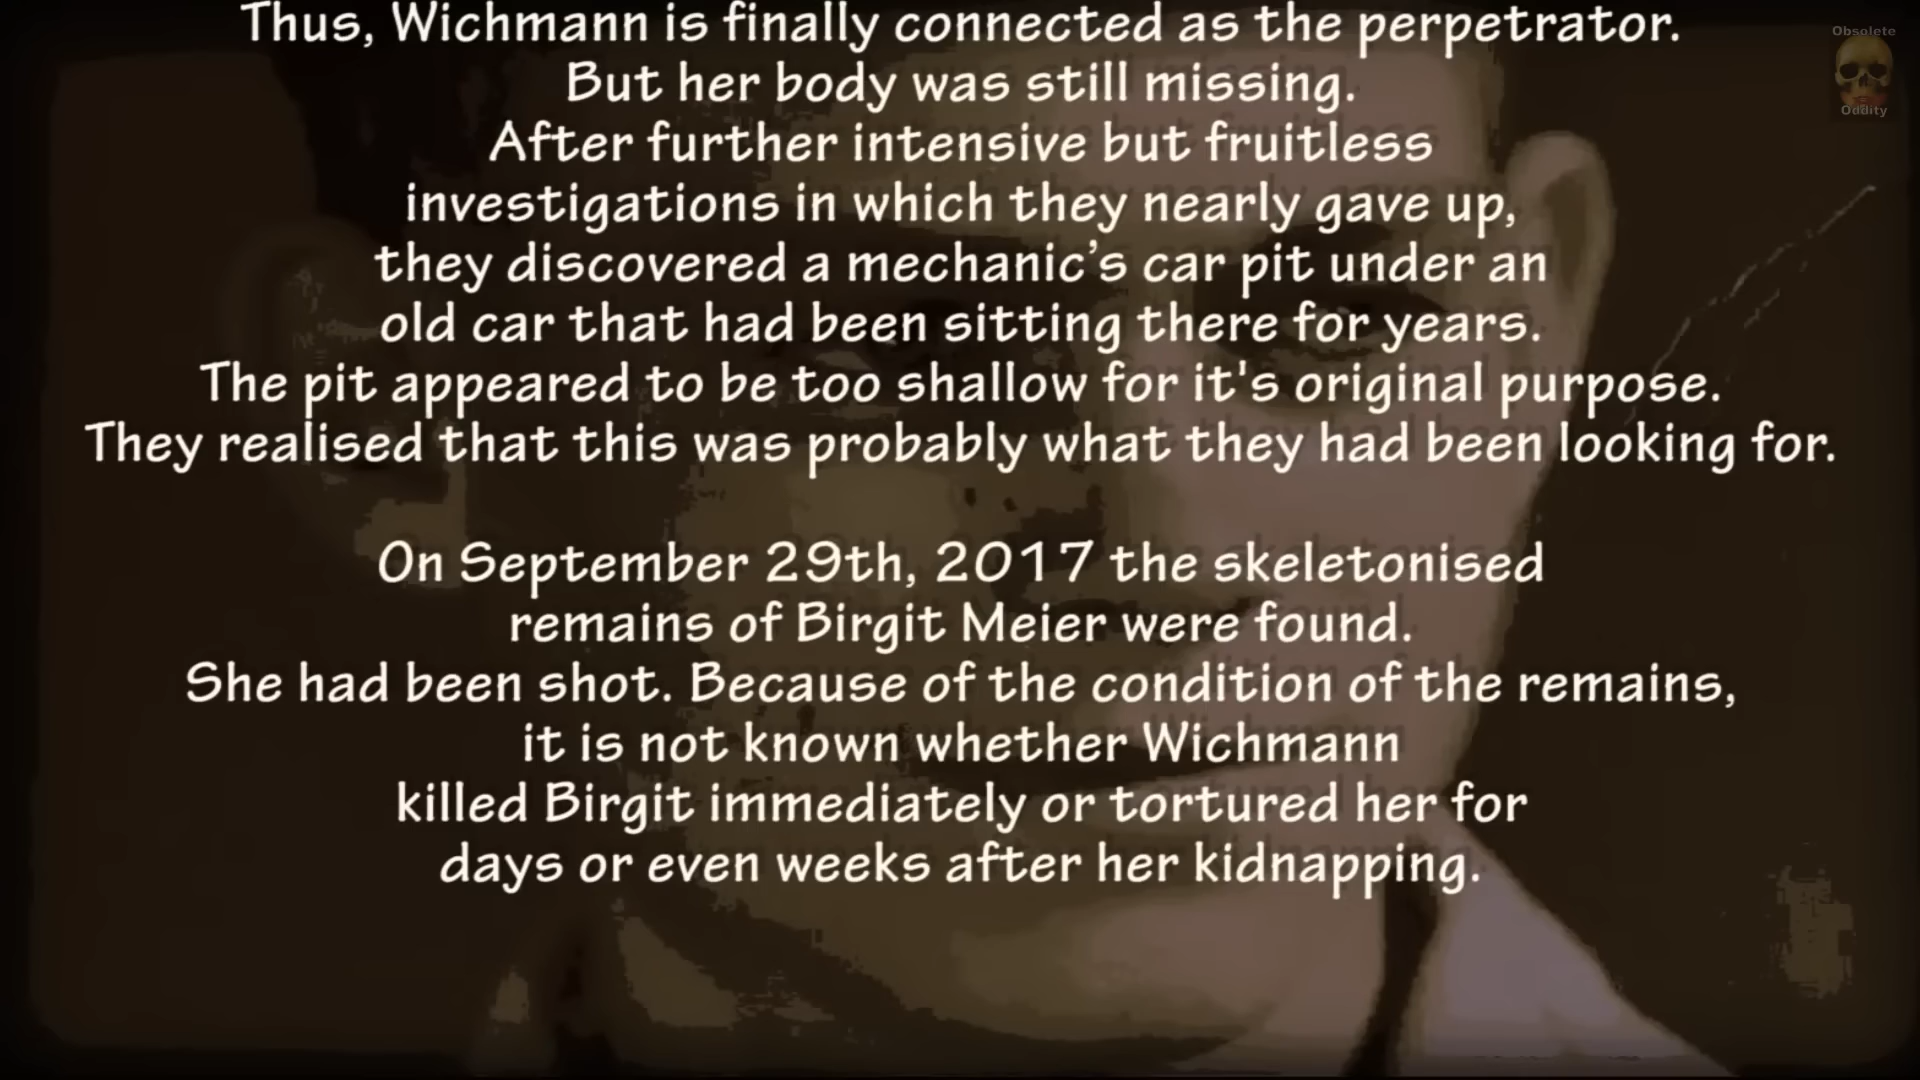 Thus, Wichmann is finally connected as the perpetrator.
But her body was still missing.
After further intensive but fruitless
investigations in which they nearly gave up,
they discovered a mechanic’s car pit under an
old car that had been sitting there for years.
The pit appeared to be too shallow for it's original purpose.
They realised that this was probably what they had been looking for.
On September 29th, 2017 the skeletonised
remains of Birgit Meier were found.
She had been shot. Because of the condition of the remains,
it is not known whether Wichmann
killed Birgit immediately or tortured her for
days or even weeks after her kidnapping.
Obsolete
Oddity